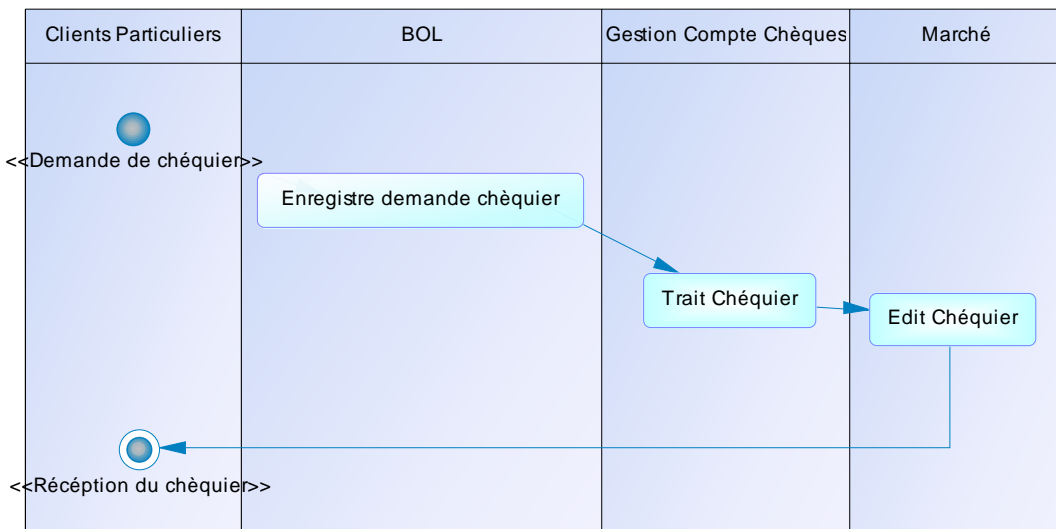 Clients Particuliers
BOL
Gestion Compte Chèques
Marché
<<Demande de chéquier>>
Enregistre demande chèquier
Trait Chéquier
Edit Chéquier
<<Récéption du chèquier>>